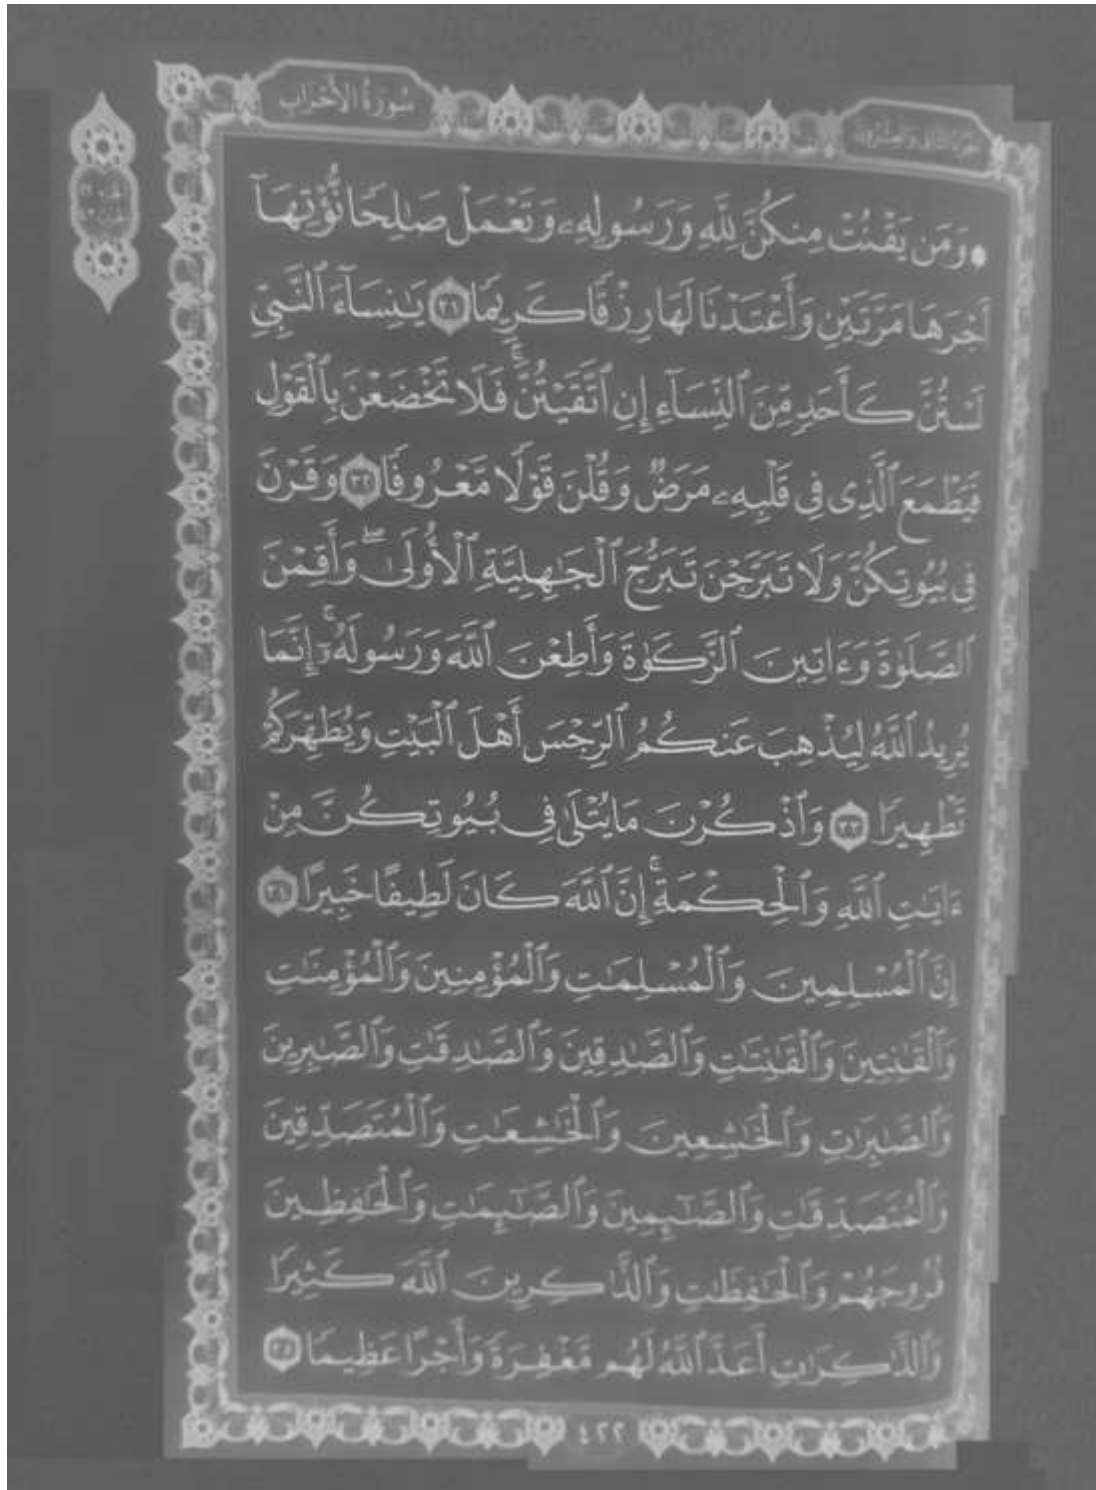 سُورَةُ الأَحْزَابِ
وَمَن يَقْنُتْ مِنكُنَّ لِلَّهِ وَرَسُولِهِۦ وَتَعْمَلْ صَٰلِحًا نُّؤْتِهَآ
أَجْرَهَا مَرَّتَيْنِ وَأَعْتَدْنَا لَهَا رِزْقًا كَرِيمًا ٣١ يَٰنِسَآءَ ٱلنَّبِيِّ
لَسْتُنَّ كَأَحَدٍ مِّنَ ٱلنِّسَآءِ إِنِ ٱتَّقَيْتُنَّۚ فَلَا تَخْضَعْنَ بِٱلْقَوْلِ
فَيَطْمَعَ ٱلَّذِى فِى قَلْبِهِۦ مَرَضٌ وَقُلْنَ قَوْلًا مَّعْرُوفًا ٣٢ وَقَرْنَ
فِى بُيُوتِكُنَّ وَلَا تَبَرَّجْنَ تَبَرُّجَ ٱلْجَٰهِلِيَّةِ ٱلْأُولَىٰۖ وَأَقِمْنَ
ٱلصَّلَوٰةَ وَءَاتِينَ ٱلزَّكَوٰةَ وَأَطِعْنَ ٱللَّهَ وَرَسُولَهُۥٓۚ إِنَّمَا
يُرِيدُ ٱللَّهُ لِيُذْهِبَ عَنكُمُ ٱلرِّجْسَ أَهْلَ ٱلْبَيْتِ وَيُطَهِّرَكُمْ
تَطْهِيرًا ٣٣ وَٱذْكُرْنَ مَا يُتْلَىٰ فِى بُيُوتِكُنَّ مِنْ
ءَايَٰتِ ٱللَّهِ وَٱلْحِكْمَةِۚ إِنَّ ٱللَّهَ كَانَ لَطِيفًا خَبِيرًا ٣٤
إِنَّ ٱلْمُسْلِمِينَ وَٱلْمُسْلِمَٰتِ وَٱلْمُؤْمِنِينَ وَٱلْمُؤْمِنَٰتِ
وَٱلْقَٰنِتِينَ وَٱلْقَٰنِتَٰتِ وَٱلصَّٰدِقِينَ وَٱلصَّٰدِقَٰتِ وَٱلصَّٰبِرِينَ
وَٱلصَّٰبِرَٰتِ وَٱلْخَٰشِعِينَ وَٱلْخَٰشِعَٰتِ وَٱلْمُتَصَدِّقِينَ
وَٱلْمُتَصَدِّقَٰتِ وَٱلصَّٰٓئِمِينَ وَٱلصَّٰٓئِمَٰتِ وَٱلْحَٰفِظِينَ
فُرُوجَهُمْ وَٱلْحَٰفِظَٰتِ وَٱلذَّٰكِرِينَ ٱللَّهَ كَثِيرًا
وَٱلذَّٰكِرَٰتِ أَعَدَّ ٱللَّهُ لَهُم مَّغْفِرَةً وَأَجْرًا عَظِيمًا ٣٥
٤٢٢